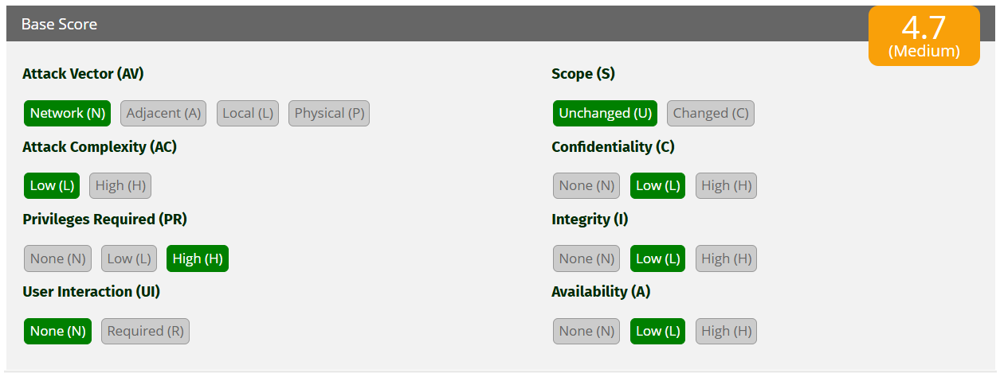 Base Score
4.7
(Medium)
Attack Vector (AV)
Network (N) Adjacent (A) Local (L) Physical (P)
Attack Complexity (AC)
Low (L) High (H)
Privileges Required (PR)
None (N) Low (L) High (H)
User Interaction (UI)
None (N) Required (R)
Scope (S)
Unchanged (U) Changed (C)
Confidentiality (C)
None (N) Low (L) High (H)
Integrity (I)
None (N) Low (L) High (H)
Availability (A)
None (N) Low (L) High (H)